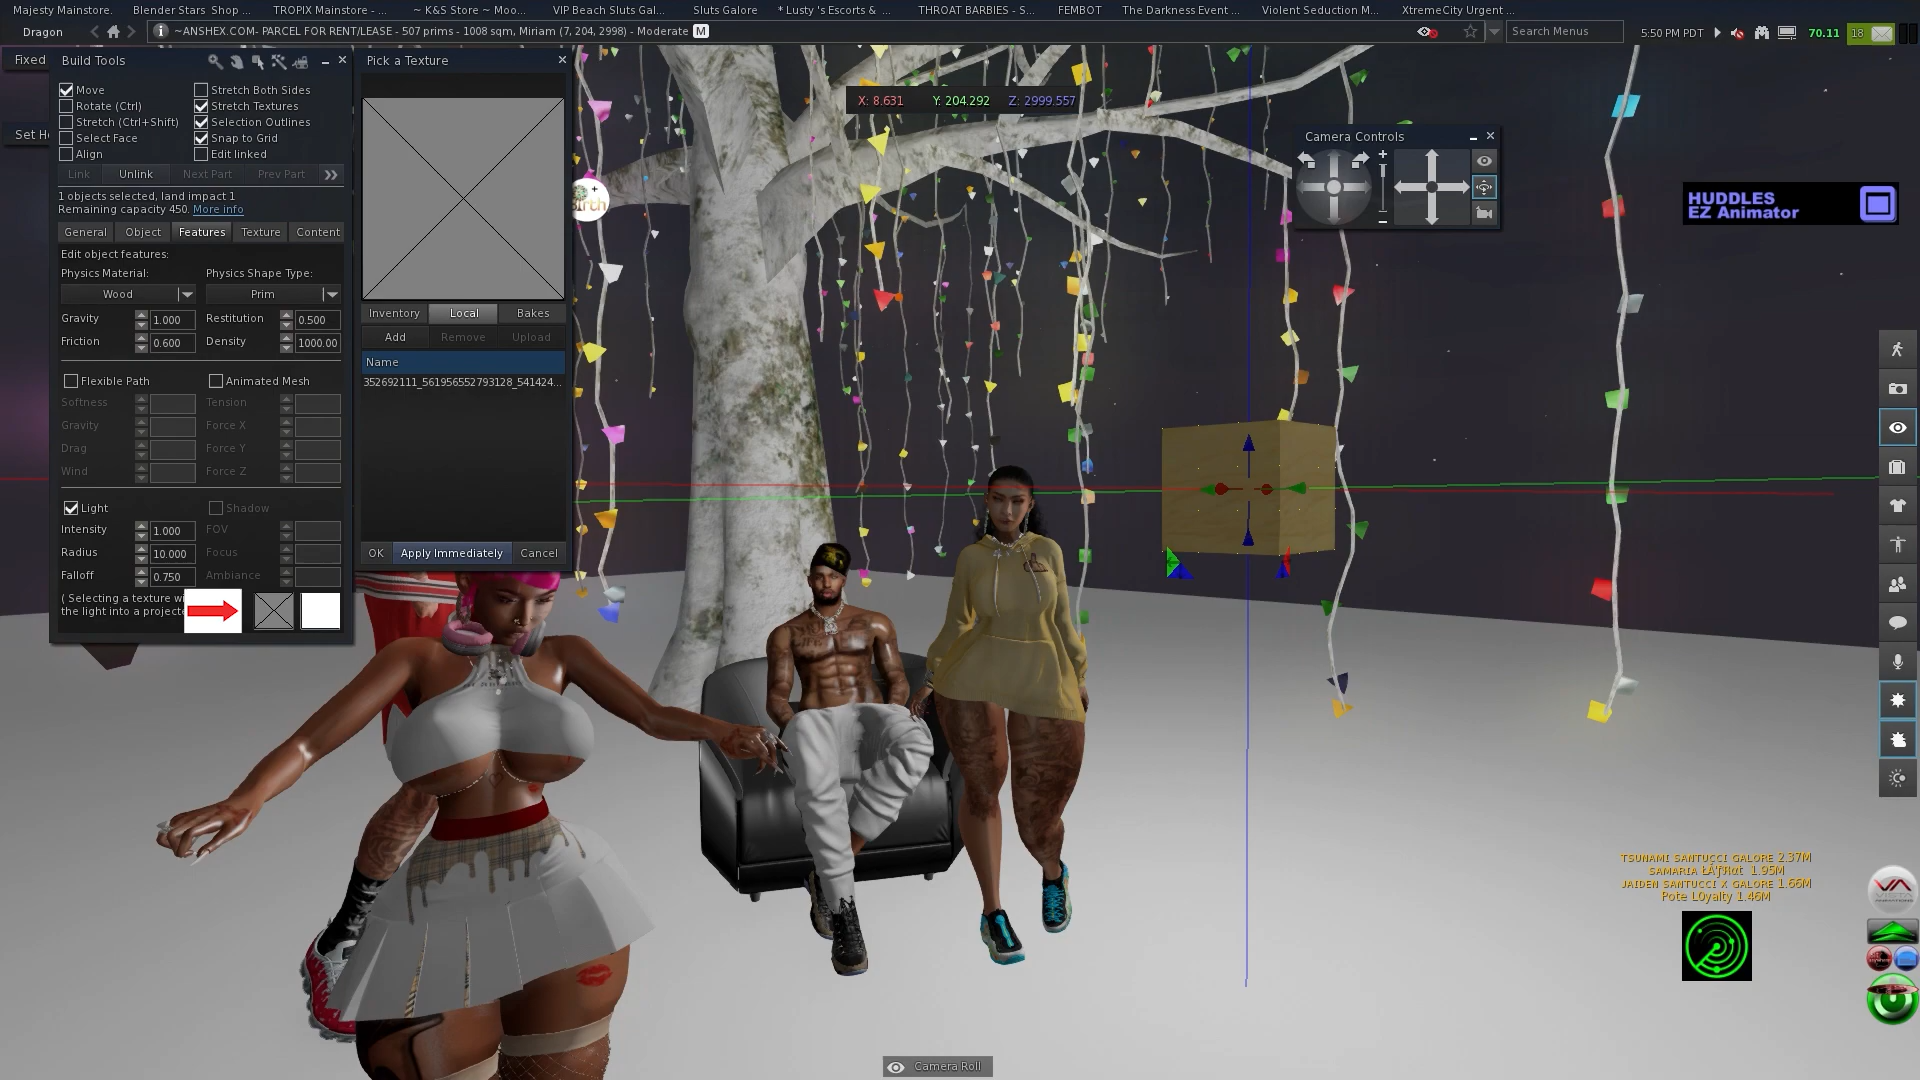 Majesty Mainstore.
Blender Stars Shop ...
TROPIX Mainstore - ...
~ K&S Store ~ Moo...
VIP Beach Sluts Gal...
Sluts Galore
* Lusty 's Escorts & ...
THROAT BARBIES - S...
FEMBOT
The Darkness Event ...
Violent Seduction M...
XtremeCity Urgent ...
Dragon
~ANSHEX.COM- PARCEL FOR RENT/LEASE - 507 prims - 1008 sqm, Miriam (7, 204, 2998) - Moderate M
Search Menus
5:50 PM PDT
70.11
18
Fixed
Build Tools
Move
Stretch Both Sides
Rotate (Ctrl)
Stretch Textures
Stretch (Ctrl+Shift)
Selection Outlines
Select Face
Snap to Grid
Align
Edit linked
Link
Unlink
Next Part
Prev Part
1 objects selected, land impact 1
Remaining capacity 450. More info
General
Object
Features
Texture
Content
Edit object features:
Physics Material:
Physics Shape Type:
Wood
Prim
Gravity
1.000
Restitution
0.500
Friction
0.600
Density
1000.00
Flexible Path
Animated Mesh
Softness
Tension
Gravity
Force X
Drag
Force Y
Wind
Force Z
Light
Shadow
Intensity
1.000
FOV
Radius
10.000
Focus
Falloff
0.750
Ambiance
( Selecting a texture wi
the light into a projecte
Pick a Texture
Inventory
Local
Bakes
Add
Remove
Upload
Name
352692111_561956552793128_541424...
OK
Apply Immediately
Cancel
X: 8.631
Y: 204.292
Z: 2999.557
Camera Controls
HUDDLES
EZ Animator
TSUNAMI SANTUCCI GALORE 2.37M
JAIDEN SANTUCCI X GALORE 1.66M
Pote L0yalty 1.46M
Camera Roll